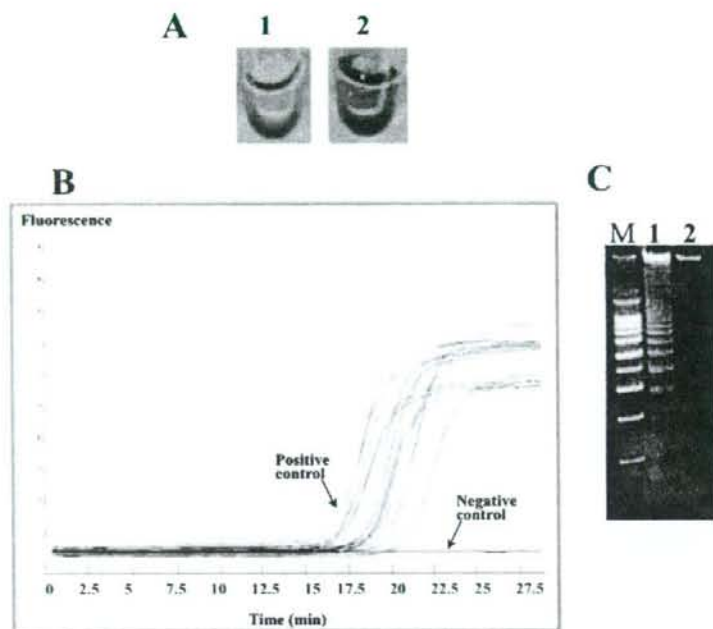 A
1 2
B
Fluorescence
Positive control
Negative control
0 2.5 5 7.5 10 12.5 15 17.5 20 22.5 25 27.5
Time (min)
C
M 1 2